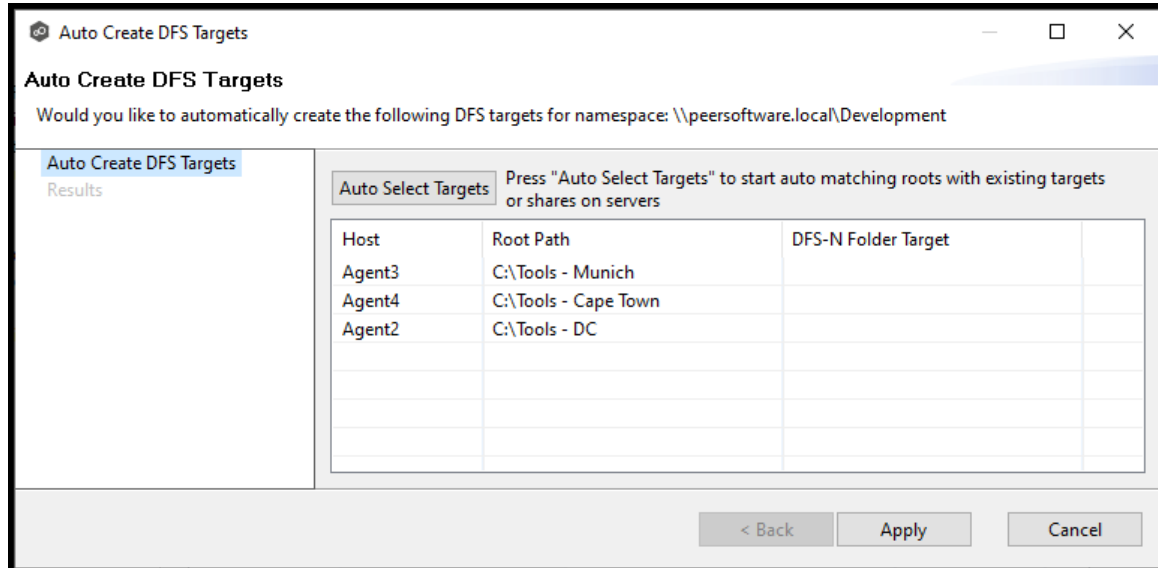 Auto Create DFS Targets
Auto Create DFS Targets
Would you like to automatically create the following DFS targets for namespace: \\peersoftware.local\Development
Auto Create DFS Targets
Results
Auto Select Targets
Press "Auto Select Targets" to start auto matching roots with existing targets
or shares on servers
Host Root Path DFS-N Folder Target
Agent3 C:\Tools - Munich
Agent4 C:\Tools - Cape Town
Agent2 C:\Tools - DC
< Back Apply Cancel